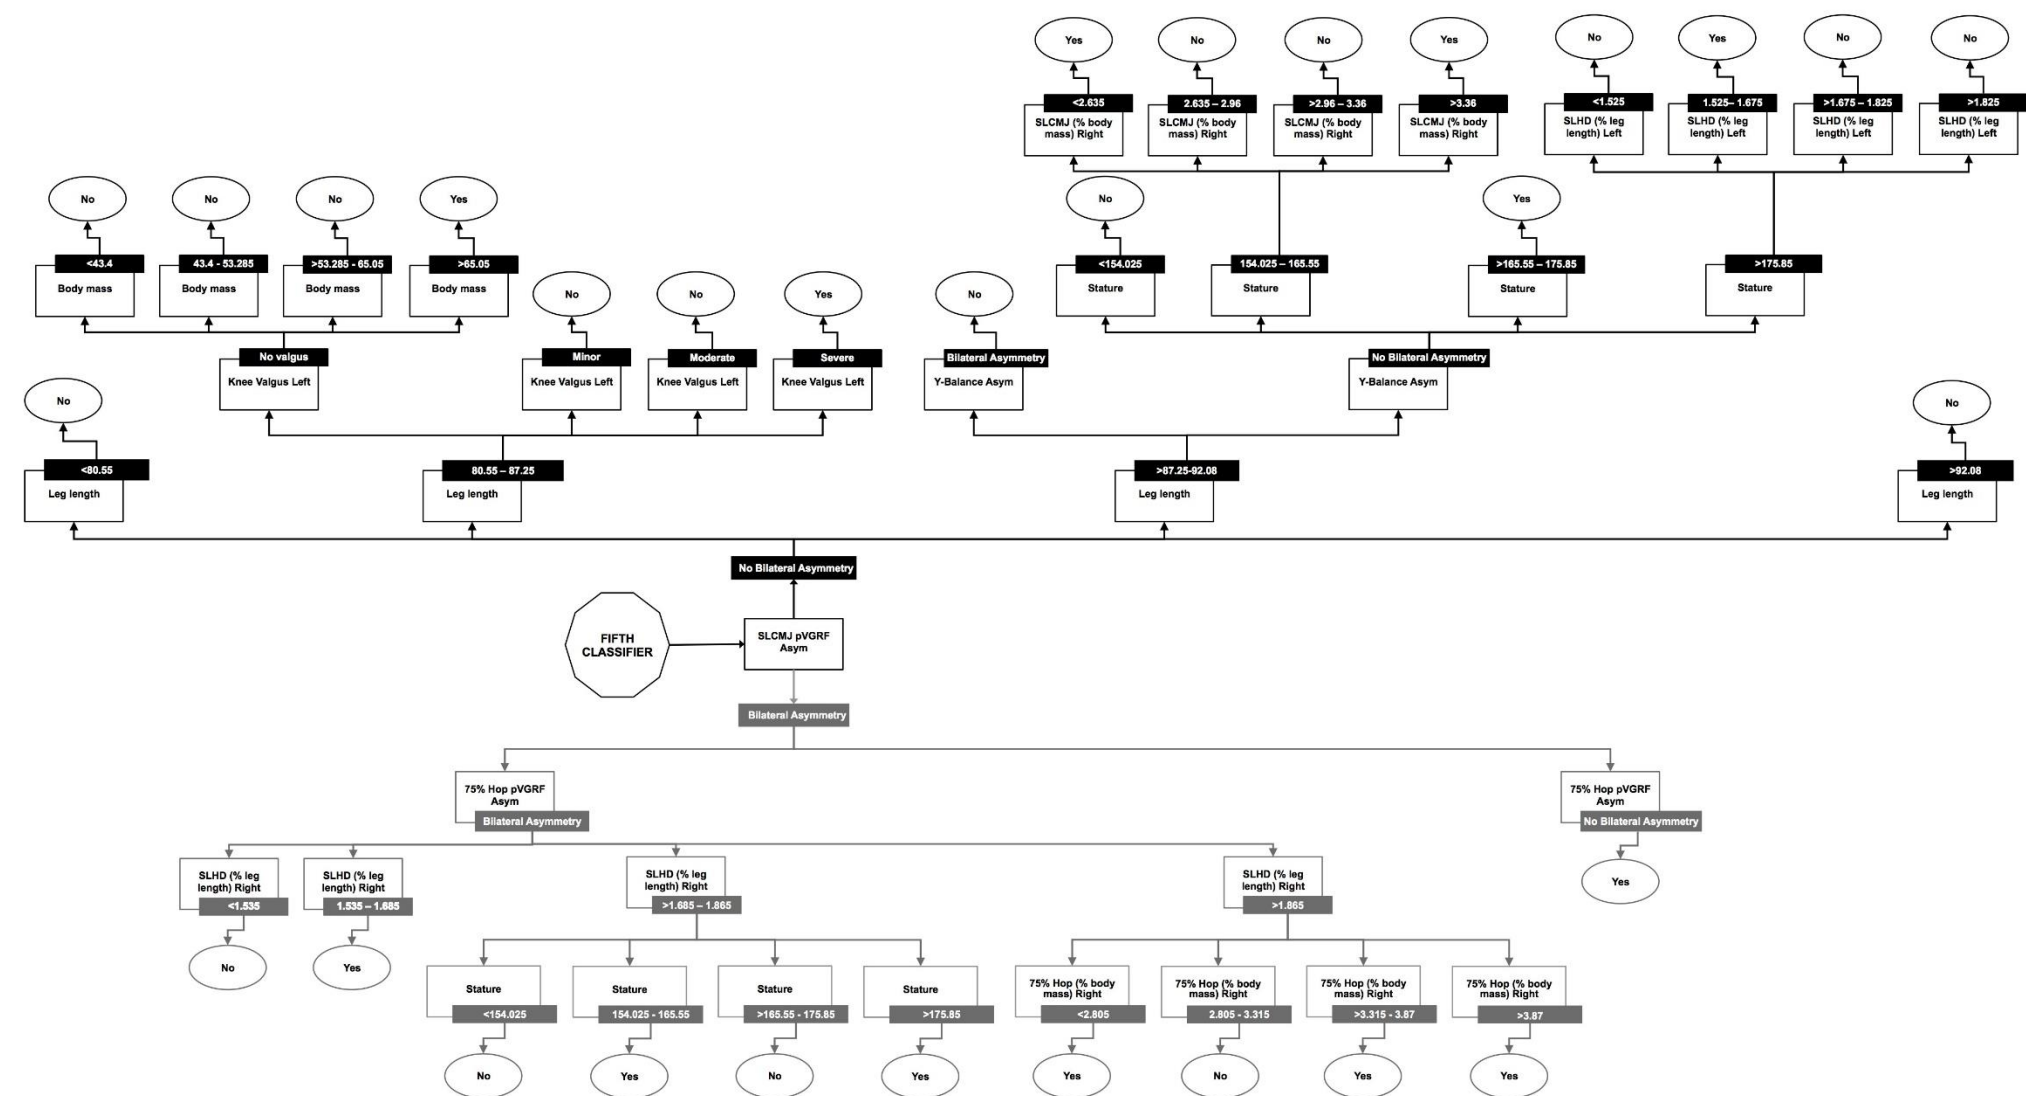 Yes
No
No
Yes
No
Yes
No
No
<2.635
2.635 – 2.96
>2.96 – 3.36
>3.36
<1.525
1.525– 1.675
>1.675 – 1.825
>1.825
SLCMJ (% body
mass) Right
SLCMJ (% body
mass) Right
SLCMJ (% body
mass) Right
SLCMJ (% body
mass) Right
SLHD (% leg
length) Left
SLHD (% leg
length) Left
SLHD (% leg
length) Left
SLHD (% leg
length) Left
No
No
No
Yes
No
Yes
<43.4
43.4 - 53.285
>53.285 - 65.05
>65.05
<154.025
154.025 – 165.55
>165.55 – 175.85
>175.85
Body mass
Body mass
Body mass
Body mass
Stature
Stature
Stature
Stature
No
No
Yes
No
No valgus
Minor
Moderate
Severe
Bilateral Asymmetry
No Bilateral Asymmetry
Knee Valgus Left
Knee Valgus Left
Knee Valgus Left
Knee Valgus Left
Y-Balance Asym
Y-Balance Asym
No
No
<80.55
80.55 – 87.25
>87.25-92.08
>92.08
Leg length
Leg length
Leg length
Leg length
No Bilateral Asymmetry
FIFTH
CLASSIFIER
SLCMJ pVGRF
Asym
Bilateral Asymmetry
75% Hop pVGRF
Asym
Bilateral Asymmetry
75% Hop pVGRF
Asym
No Bilateral Asymmetry
Yes
SLHD (% leg
length) Right
<1.535
SLHD (% leg
length) Right
1.535 – 1.685
SLHD (% leg
length) Right
>1.685 – 1.865
SLHD (% leg
length) Right
>1.865
No
Yes
Stature
<154.025
Stature
154.025 - 165.55
Stature
>165.55 - 175.85
Stature
>175.85
75% Hop (% body
mass) Right
<2.805
75% Hop (% body
mass) Right
2.805 - 3.315
75% Hop (% body
mass) Right
>3.315 - 3.87
75% Hop (% body
mass) Right
>3.87
No
Yes
No
Yes
Yes
No
Yes
Yes